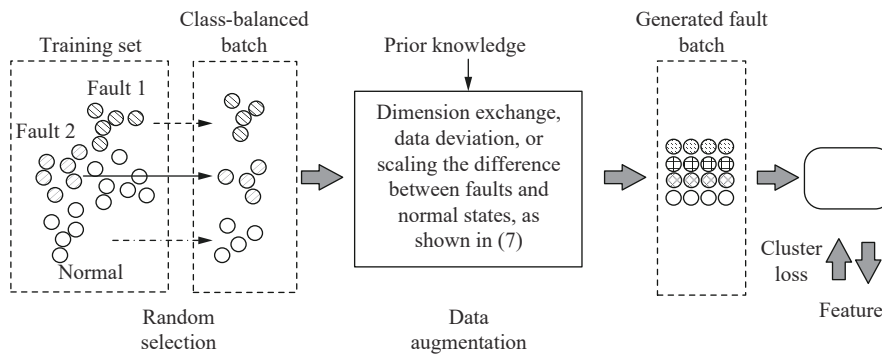 Class-balanced
batch
Training set
Prior knowledge
Generated fault
batch
Fault 1
Fault 2
Normal
Dimension exchange,
data deviation, or
scaling the difference
between faults and
normal states, as
shown in (7)
Cluster
loss
Feature
Random
selection
Data
augmentation